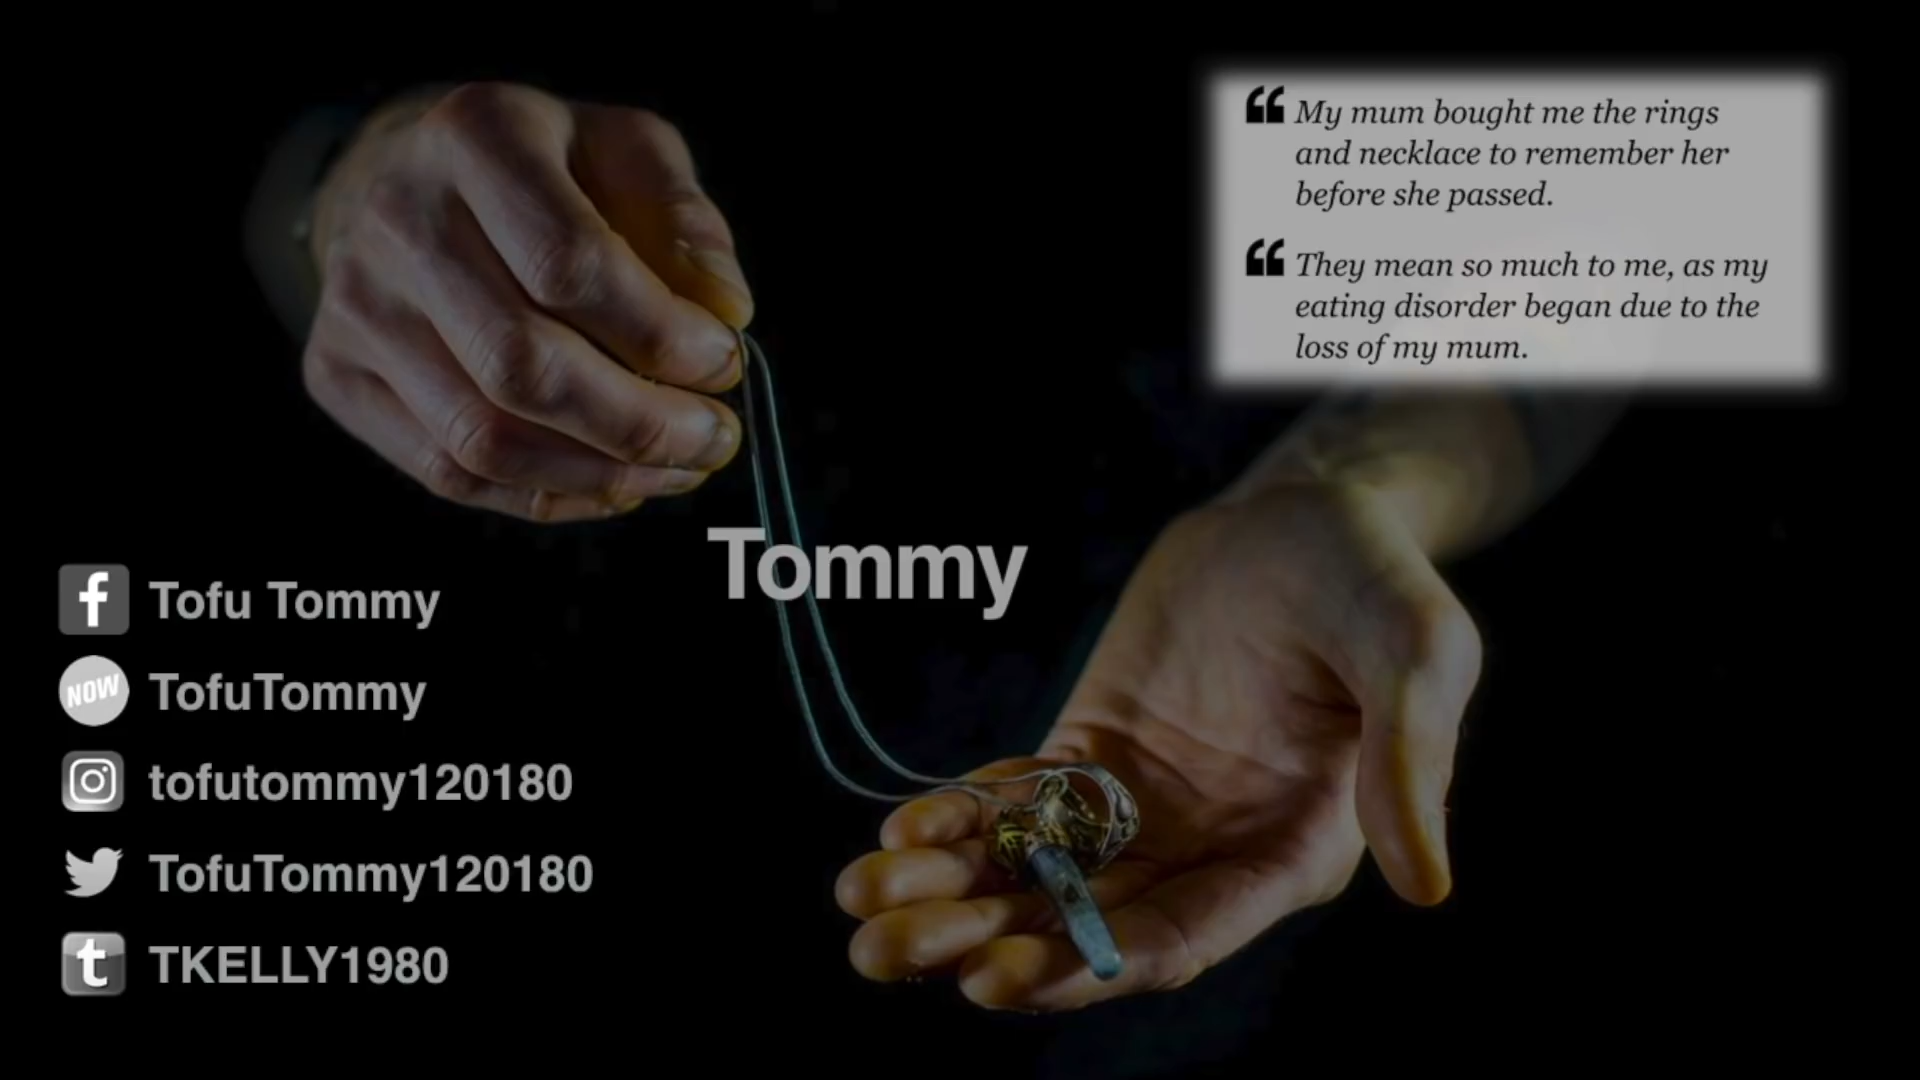 ❝ My mum bought me the rings
and necklace to remember her
before she passed.
❝ They mean so much to me, as my
eating disorder began due to the
loss of my mum.
Tommy
f Tofu Tommy
NOW TofuTommy
tofutommy120180
TofuTommy120180
t TKELLY1980